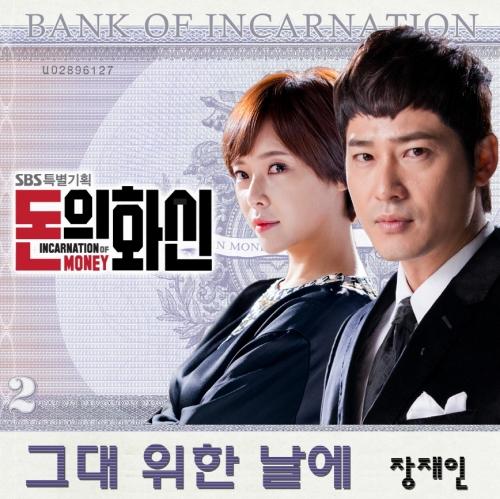 BANK OF INCARNATION
U02896127
SBS 특별기획
돈의 화신
INCARNATION OF
MONEY
N MON
2
그대 위한 날에 장재인